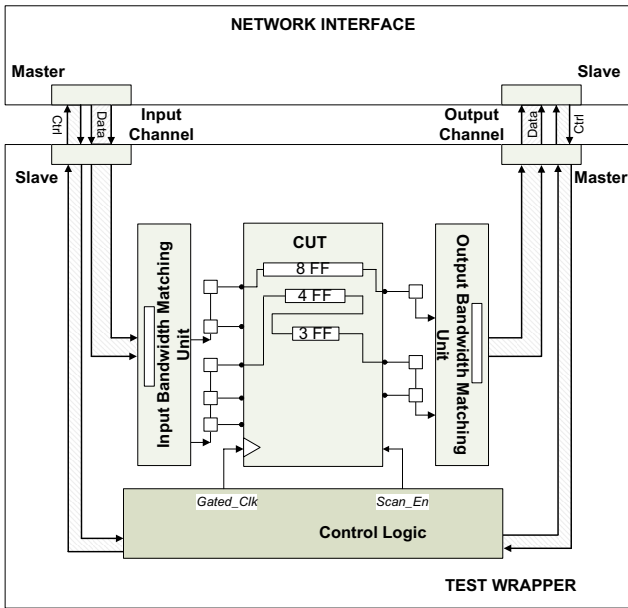 NETWORK INTERFACE
Master
Slave
Ctrl
Data
Input
Channel
Output
Channel
Data
Ctrl
Slave
Master
Input Bandwidth Matching
Unit
CUT
8 FF
4 FF
3 FF
Output Bandwidth Matching
Unit
Gated_Clk
Scan_En
Control Logic
TEST WRAPPER